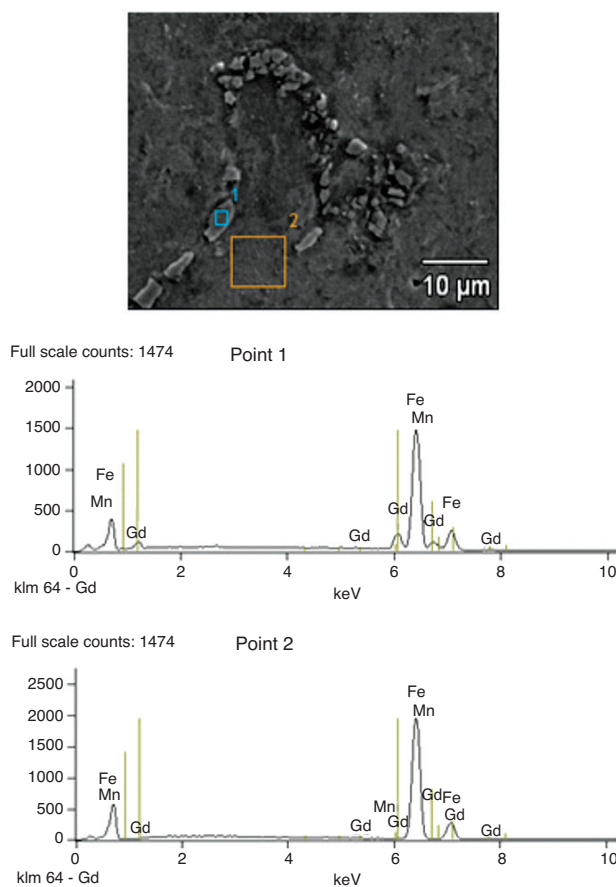 1
2
10 µm
Full scale counts: 1474 Point 1
2000
1500
1000
500
0
Fe
Mn
Gd
Gd
Gd
Fe
Mn
Gd
Fe
Gd
0 2 4 6 8 10
klm 64 - Gd keV
Full scale counts: 1474 Point 2
2500
2000
1500
1000
500
0
Fe
Mn
Gd
Gd
Mn
Gd
Fe
Mn
Gd
Fe
Gd
Gd
0 2 4 6 8 10
klm 64 - Gd keV